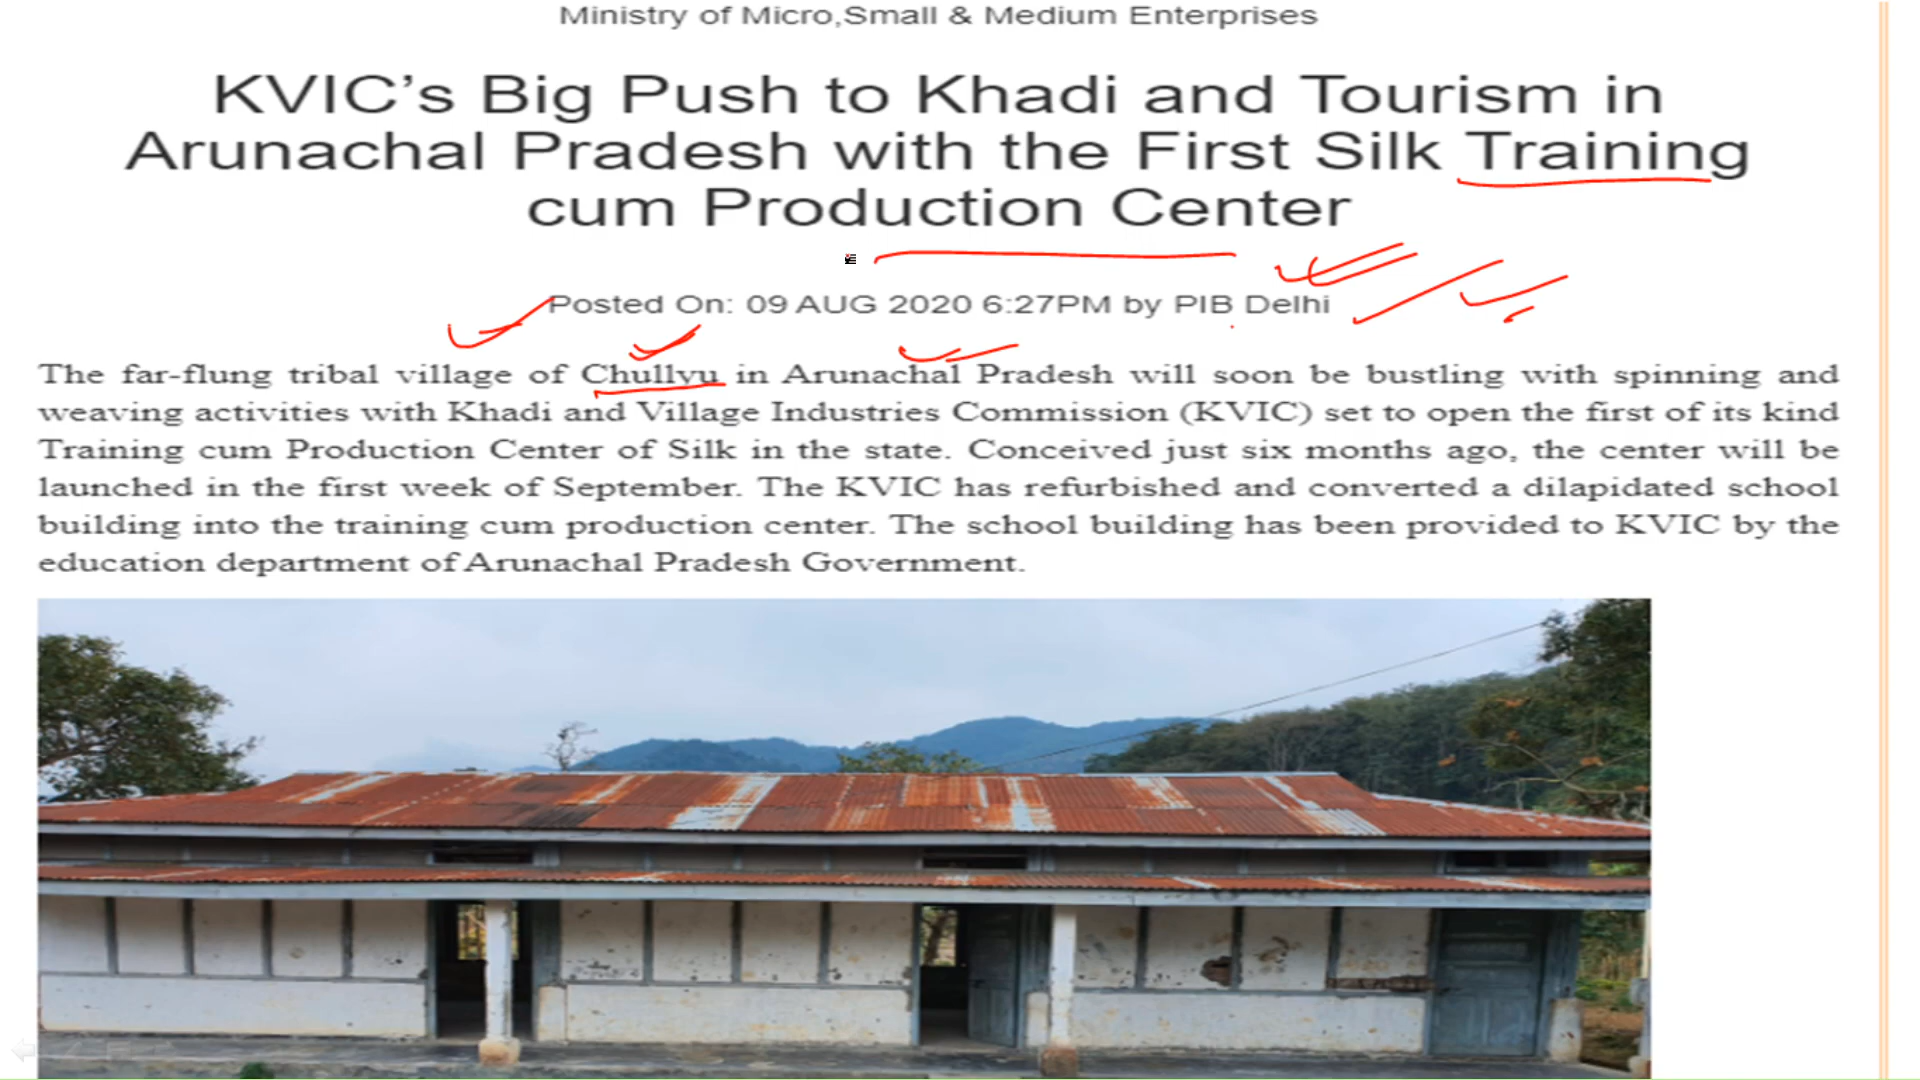 Ministry of Micro,Small & Medium Enterprises
KVIC’s Big Push to Khadi and Tourism in
Arunachal Pradesh with the First Silk Training
cum Production Center
Posted On: 09 AUG 2020 6:27PM by PIB Delhi
The far-flung tribal village of Chullyu in Arunachal Pradesh will soon be bustling with spinning and
weaving activities with Khadi and Village Industries Commission (KVIC) set to open the first of its kind
Training cum Production Center of Silk in the state. Conceived just six months ago, the center will be
launched in the first week of September. The KVIC has refurbished and converted a dilapidated school
building into the training cum production center. The school building has been provided to KVIC by the
education department of Arunachal Pradesh Government.